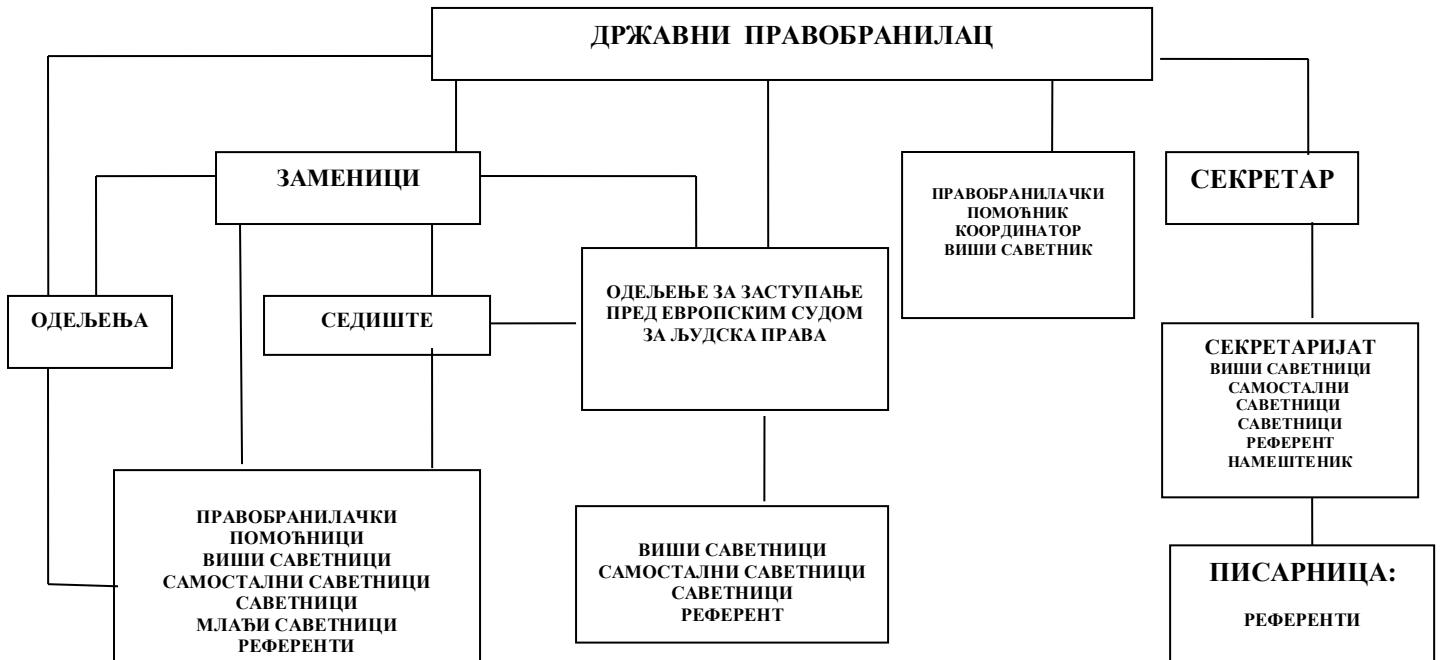 ДРЖАВНИ ПРАВОБРАНИЛАЦ
ЗАМЕНИЦИ
ПРАВОБРАНИЛАЧКИ
ПОМОЋНИК
КООРДИНАТОР
ВИШИ САВЕТНИК
СЕКРЕТАР
ОДЕЉЕЊА
СЕДИШТЕ
ОДЕЉЕЊЕ ЗА ЗАСТУПАЊЕ
ПРЕД ЕВРОПСКИМ СУДОМ
ЗА ЉУДСКА ПРАВА
СЕКРЕТАРИЈАТ
ВИШИ САВЕТНИЦИ
САМОСТАЛНИ
САВЕТНИЦИ
САВЕТНИЦИ
РЕФЕРЕНТ
НАМЕШТЕНИК
ПРАВОБРАНИЛАЧКИ
ПОМОЋНИЦИ
ВИШИ САВЕТНИЦИ
САМОСТАЛНИ САВЕТНИЦИ
САВЕТНИЦИ
МЛАЂИ САВЕТНИЦИ
РЕФЕРЕНТИ
ВИШИ САВЕТНИЦИ
САМОСТАЛНИ САВЕТНИЦИ
САВЕТНИЦИ
РЕФЕРЕНТ
ПИСАРНИЦА:
РЕФЕРЕНТИ